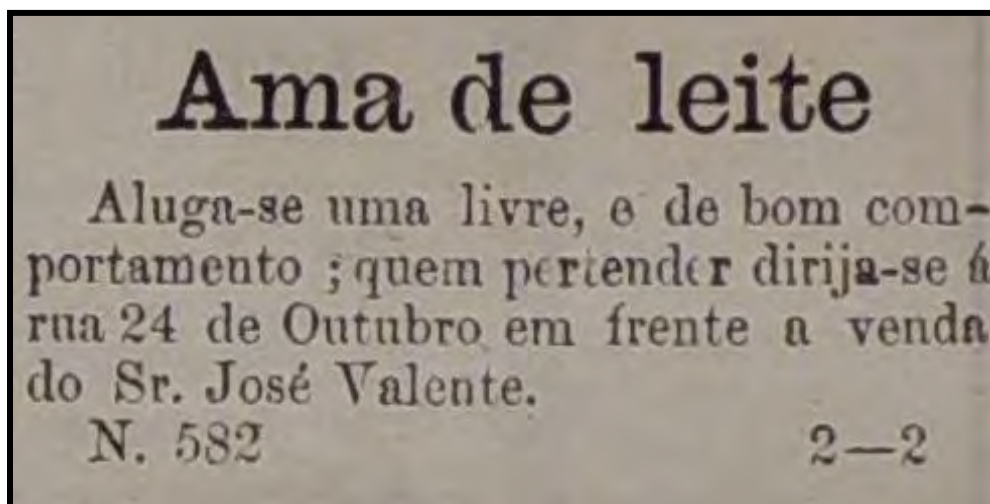 Ama de leite
Aluga-se uma livre, e de bom com-
portamento ; quem pertender dirija-se á
rua 24 de Outubro em frente a venda
do Sr. José Valente.
N. 582 2—2